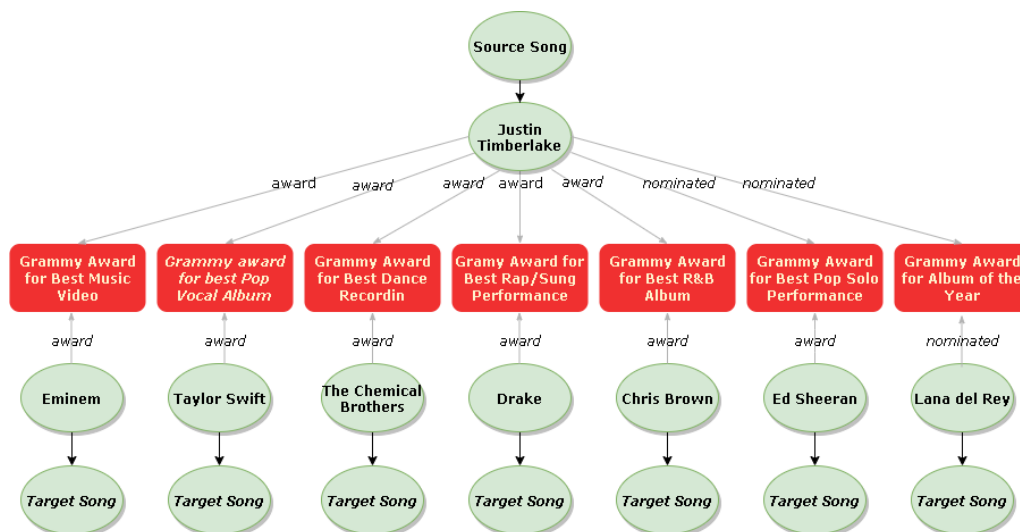 Source Song
Justin
Timberlake
award
award
award
award
award
nominated
nominated
Grammy Award
for Best Music
Video
Grammy award
for best Pop
Vocal Album
Grammy Award
for Best Dance
Recordin
Gramy Award for
Best Rap/Sung
Performance
Grammy Award
for Best R&B
Album
Grammy Award
for Best Pop Solo
Performance
Grammy Award
for Album of the
Year
award
award
award
award
award
award
nominated
Eminem
Taylor Swift
The Chemical
Brothers
Drake
Chris Brown
Ed Sheeran
Lana del Rey
Target Song
Target Song
Target Song
Target Song
Target Song
Target Song
Target Song